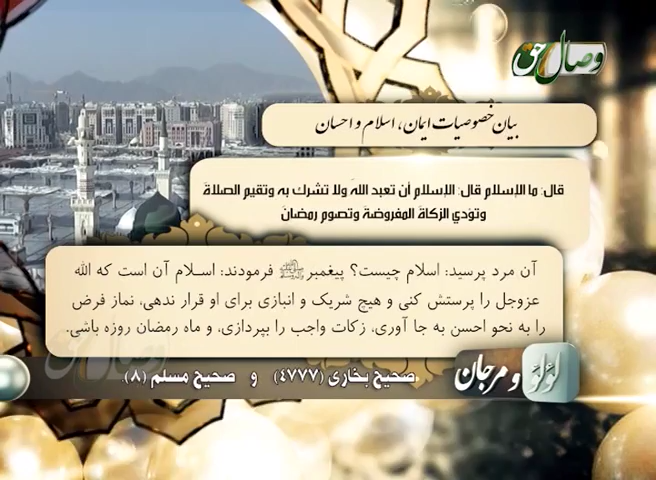 وصال حق
بیان خصوصیات ایمان، اسلام و احسان
قال: ما الإسلام قال: الإسلام أن تعبد الله ولا تشرك به وتقيم الصلاة
وتؤدي الزكاة المفروضة وتصوم رمضان
آن مرد پرسید: اسلام چیست؟ پیغمبر ﷺ فرمودند: اسلام آن است که الله
عزوجل را پرستش کنی و هیچ شریک و انبازی برای او قرار ندهی، نماز فرض
را به نحو احسن به جا آوری، زکات واجب را بپردازی، و ماه رمضان روزه باشی.
لؤلؤ و مرجان
صحیح بخاری (۴۷۷۷) و صحیح مسلم (۸).
وصال حق